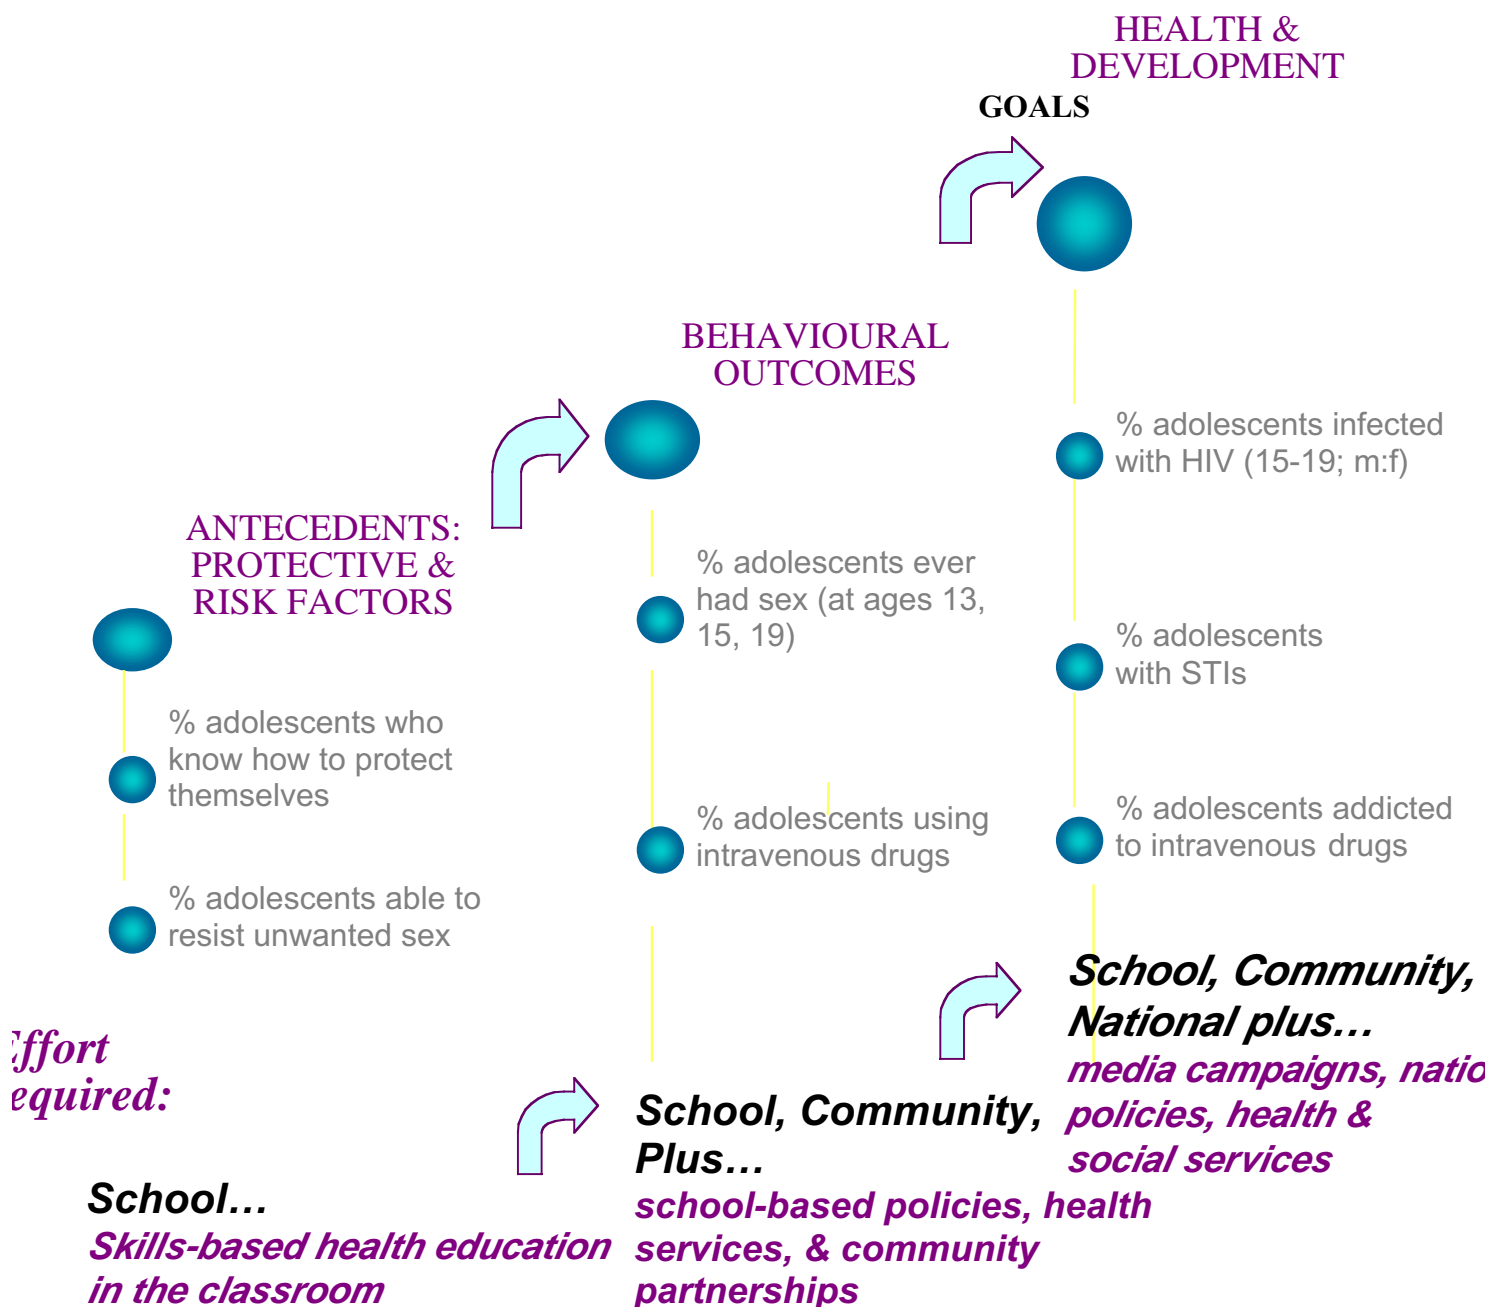 HEALTH &
DEVELOPMENT
GOALS
BEHAVIOURAL
OUTCOMES
ANTECEDENTS:
PROTECTIVE &
RISK FACTORS
% adolescents who
know how to protect
themselves
% adolescents able to
resist unwanted sex
% adolescents ever
had sex (at ages 13,
15, 19)
% adolescents using
intravenous drugs
% adolescents infected
with HIV (15-19; m:f)
% adolescents
with STIs
% adolescents addicted
to intravenous drugs
ffort
equired:
School…
Skills-based health education
in the classroom
School, Community,
Plus…
school-based policies, health
services, & community
partnerships
School, Community,
National plus…
media campaigns, natio
policies, health &
social services